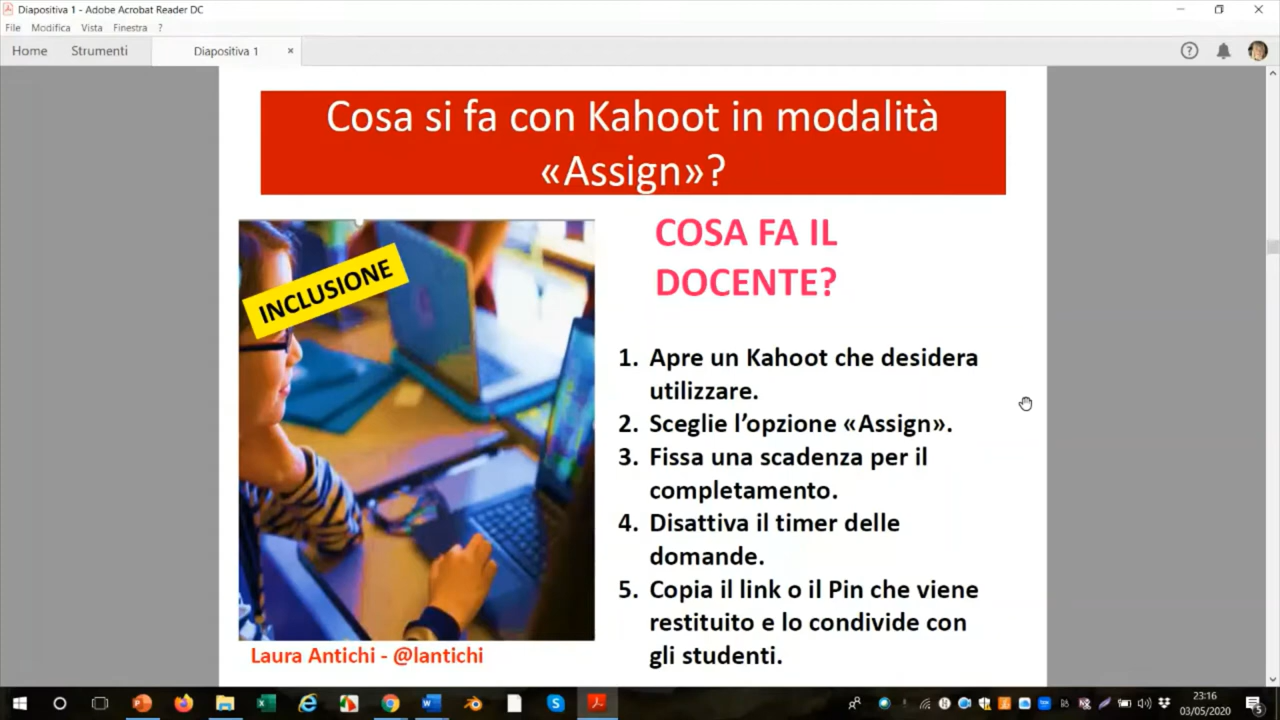 Diapositiva 1 - Adobe Acrobat Reader DC
File Modifica Vista Finestra ?
Home Strumenti Diapositiva 1
Cosa si fa con Kahoot in modalità
«Assign»?
INCLUSIONE
COSA FA IL
DOCENTE?
1. Apre un Kahoot che desidera
utilizzare.
2. Sceglie l’opzione «Assign».
3. Fissa una scadenza per il
completamento.
4. Disattiva il timer delle
domande.
5. Copia il link o il Pin che viene
restituito e lo condivide con
gli studenti.
Laura Antichi - @lantichi
23:16
03/05/2020
5